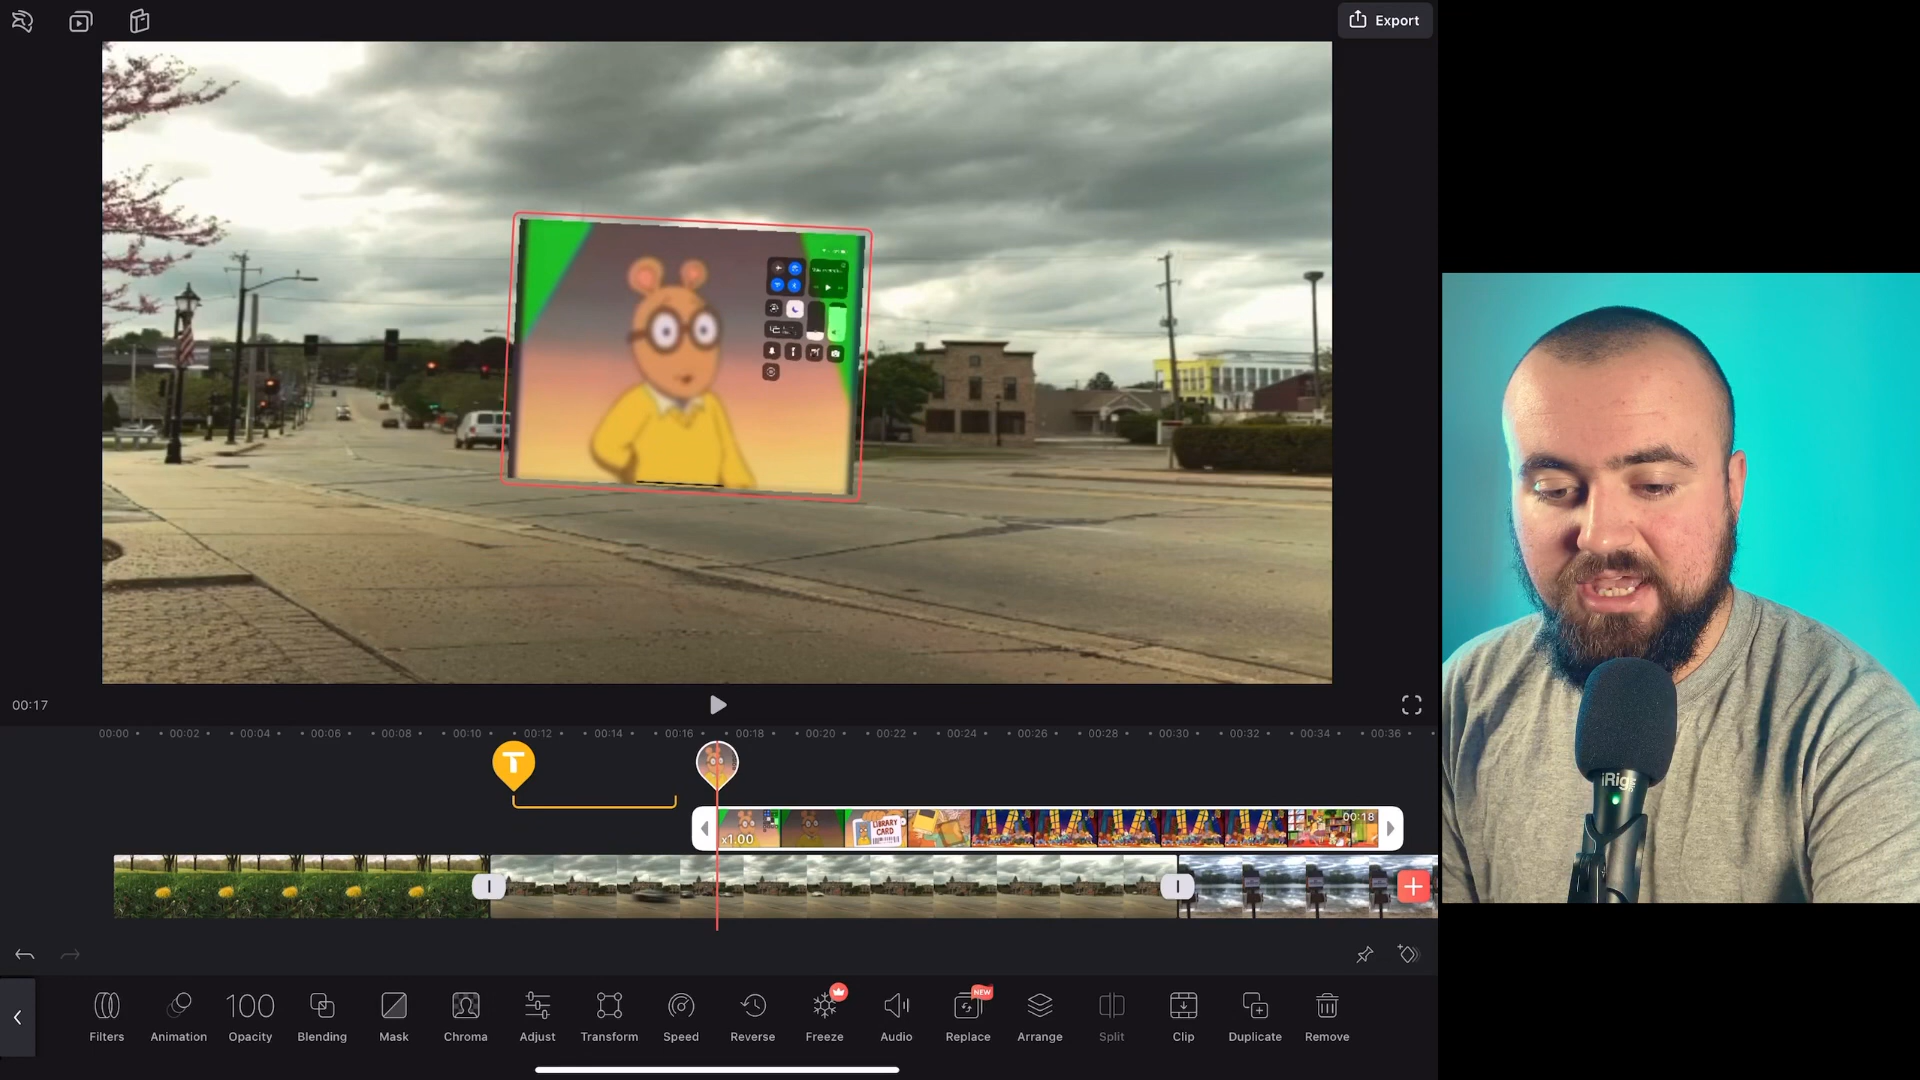 Export
00:17
00:00 00:02 00:04 00:06 00:08 00:10 00:12 00:14 00:16 00:18 00:20 00:22 00:24 00:26 00:28 00:30 00:32 00:34 00:36
T
x1.00
LIBRARY
CARD
00:18
iRig
NEW
100
Filters Animation Opacity Blending Mask Chroma Adjust Transform Speed Reverse Freeze Audio Replace Arrange Split Clip Duplicate Remove